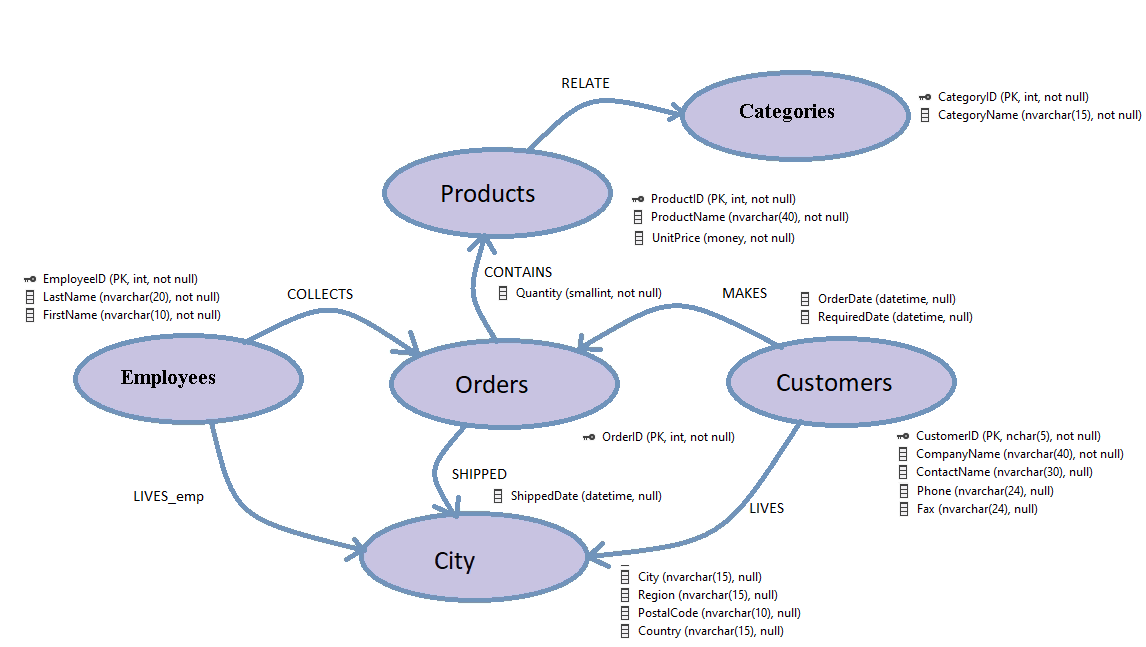 RELATE
Categories
CategoryID (PK, int, not null)
CategoryName (nvarchar(15), not null)
Products
ProductID (PK, int, not null)
ProductName (nvarchar(40), not null)
UnitPrice (money, not null)
EmployeeID (PK, int, not null)
LastName (nvarchar(20), not null)
FirstName (nvarchar(10), not null)
COLLECTS
CONTAINS
Quantity (smallint, not null)
MAKES
OrderDate (datetime, null)
RequiredDate (datetime, null)
Employees
Orders
Customers
OrderID (PK, int, not null)
CustomerID (PK, nchar(5), not null)
CompanyName (nvarchar(40), not null)
ContactName (nvarchar(30), null)
Phone (nvarchar(24), null)
Fax (nvarchar(24), null)
LIVES_emp
SHIPPED
ShippedDate (datetime, null)
LIVES
City
City (nvarchar(15), null)
Region (nvarchar(15), null)
PostalCode (nvarchar(10), null)
Country (nvarchar(15), null)